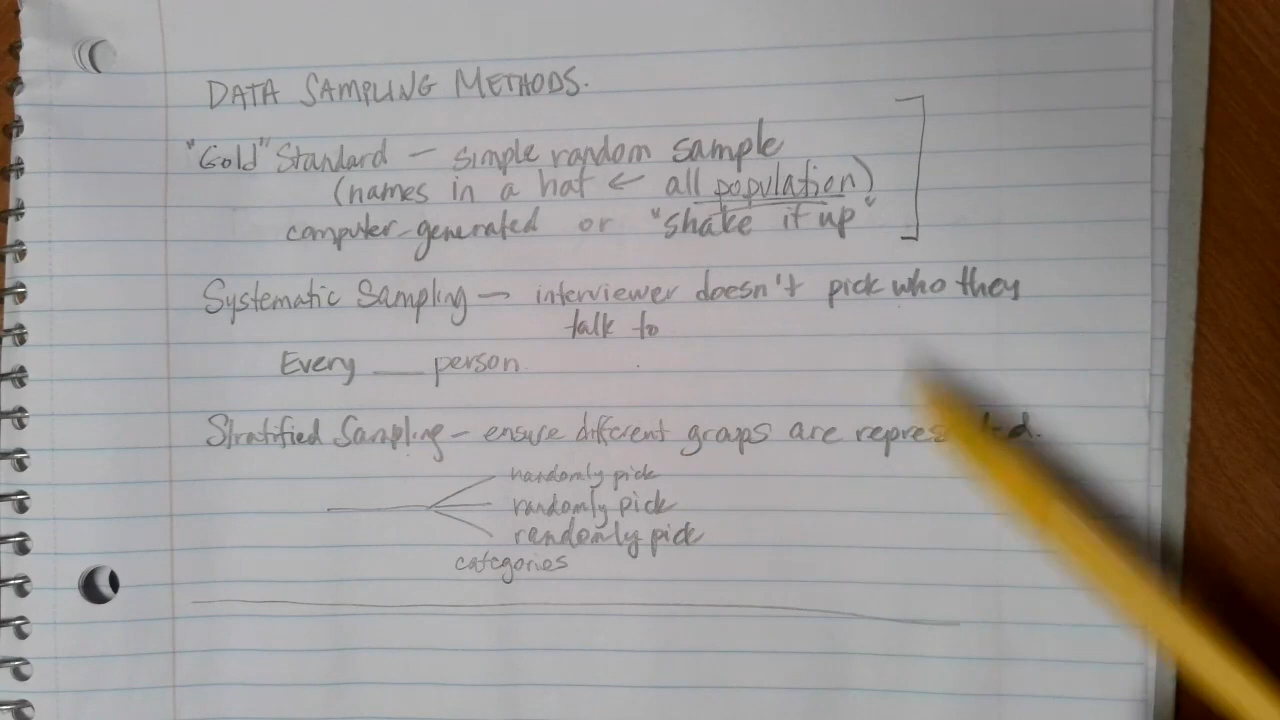 DATA SAMPLING METHODS.
"Gold" Standard – simple random sample
(names in a hat ← all population)
computer-generated or "shake it up"
Systematic Sampling – interviewer doesn't pick who they
talk to
Every ___ person
Stratified Sampling – ensure different groups are
randomly pick
randomly pick
randomly pick
categories